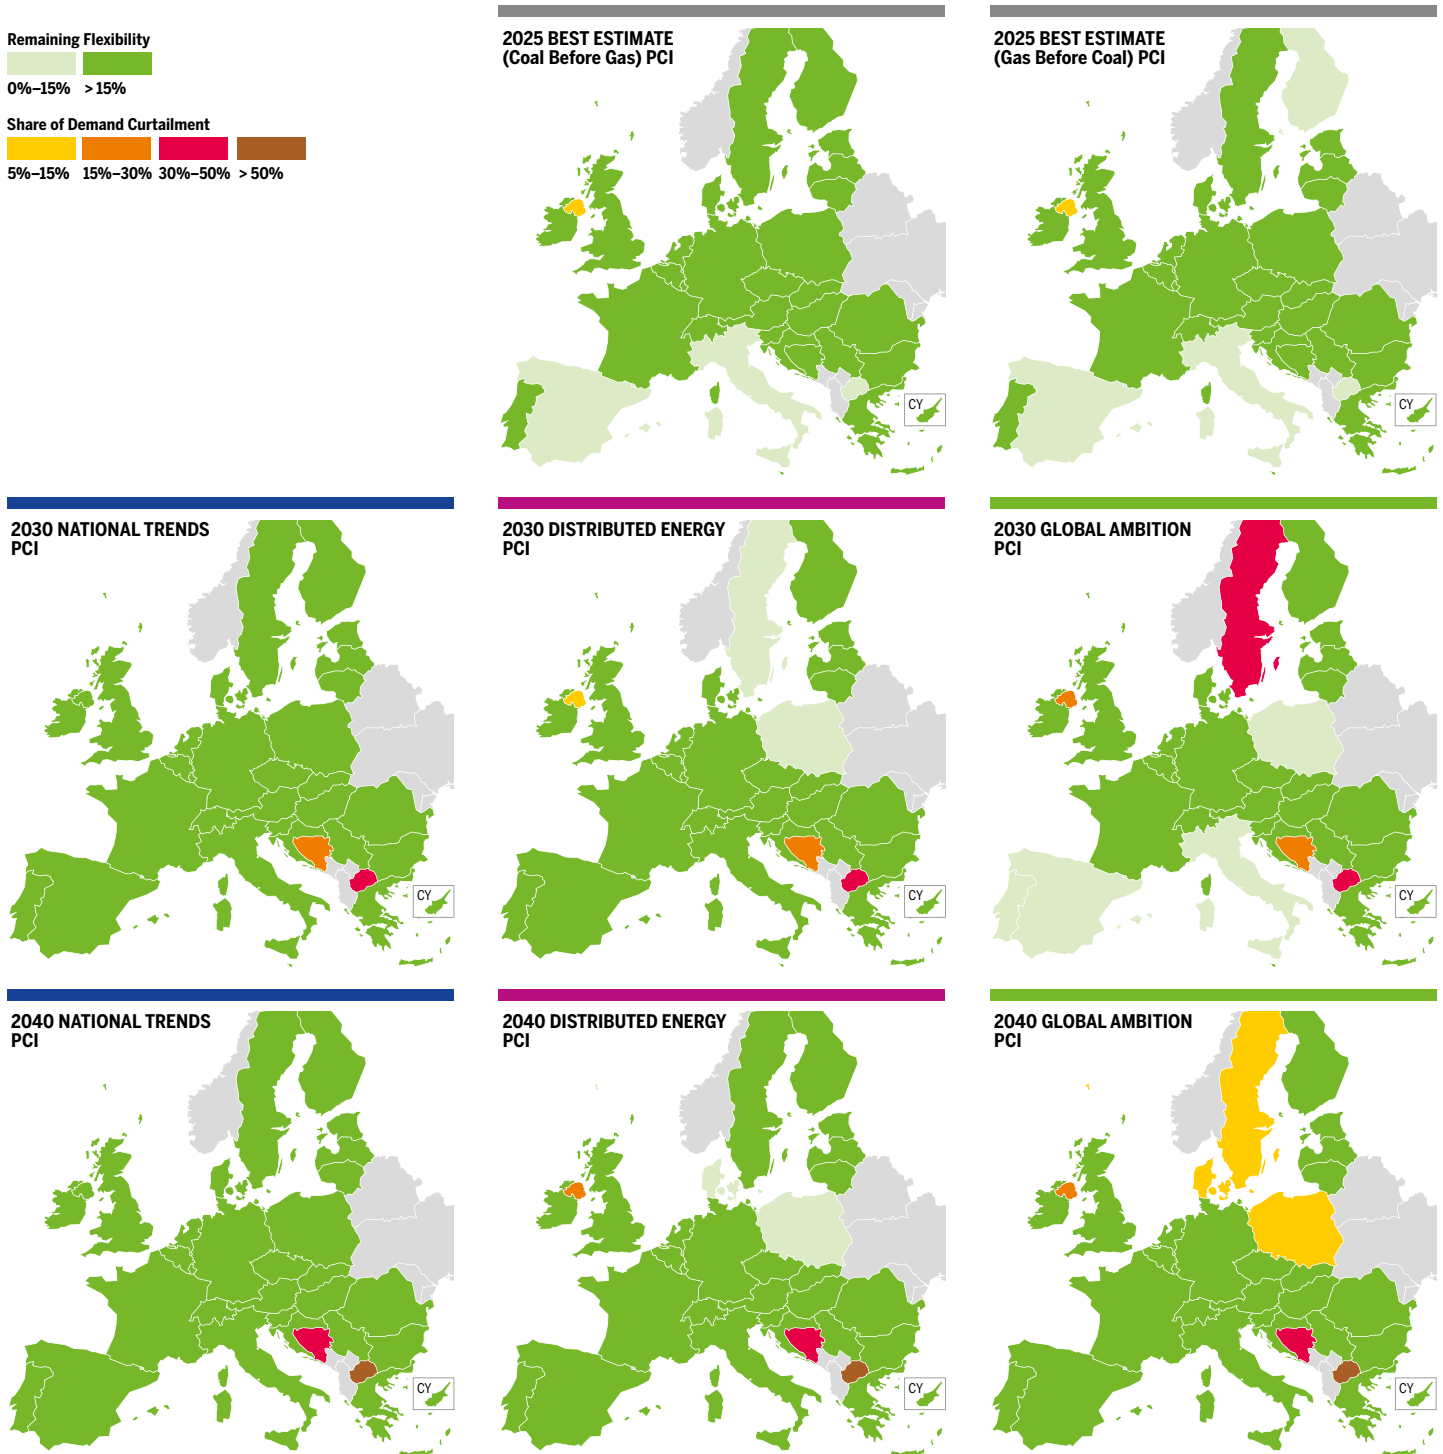 Remaining Flexibility
0%–15% > 15%
Share of Demand Curtailment
5%–15% 15%–30% 30%–50% > 50%
2025 BEST ESTIMATE
(Coal Before Gas) PCI
CY
2025 BEST ESTIMATE
(Gas Before Coal) PCI
CY
2030 NATIONAL TRENDS
PCI
CY
2030 DISTRIBUTED ENERGY
PCI
CY
2030 GLOBAL AMBITION
PCI
CY
2040 NATIONAL TRENDS
PCI
CY
2040 DISTRIBUTED ENERGY
PCI
CY
2040 GLOBAL AMBITION
PCI
CY